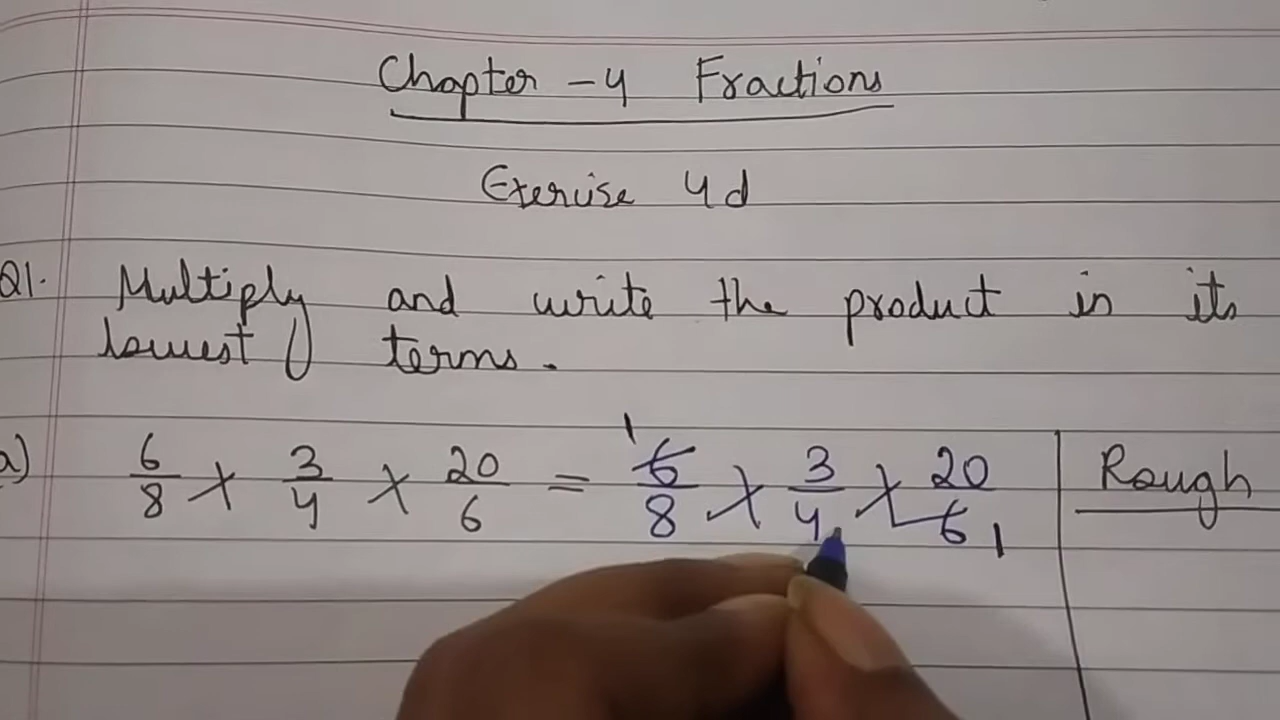 Chapter -4 Fractions
Exercise 4d
Q1. Multiply and write the product in its
lowest terms.
a) 6/8 × 3/4 × 20/6 = 1 6/8 × 3/4 × 20/6 1
Rough